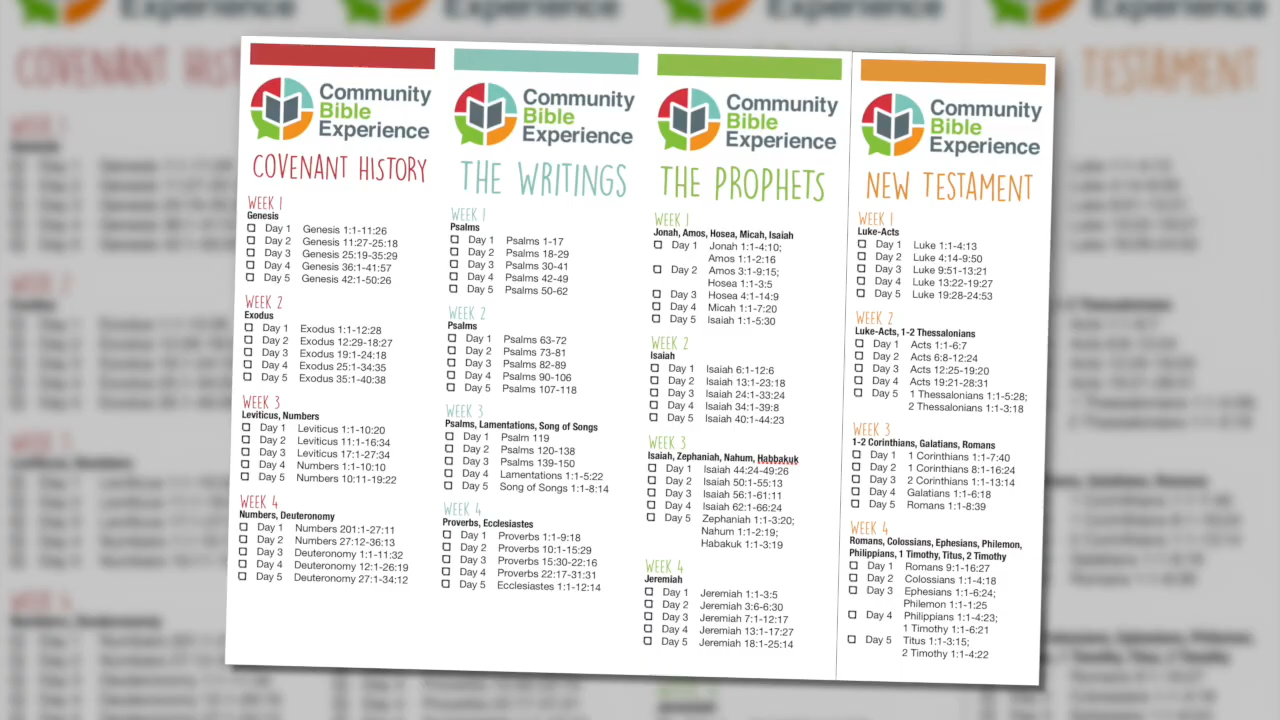 Community
Bible
Experience
COVENANT HISTORY
WEEK 1
Genesis
Day 1 Genesis 1:1-11:26
Day 2 Genesis 11:27-25:18
Day 3 Genesis 25:19-35:29
Day 4 Genesis 36:1-41:57
Day 5 Genesis 42:1-50:26
WEEK 2
Exodus
Day 1 Exodus 1:1-12:28
Day 2 Exodus 12:29-18:27
Day 3 Exodus 19:1-24:18
Day 4 Exodus 25:1-34:35
Day 5 Exodus 35:1-40:38
WEEK 3
Leviticus, Numbers
Day 1 Leviticus 1:1-10:20
Day 2 Leviticus 11:1-16:34
Day 3 Leviticus 17:1-27:34
Day 4 Numbers 1:1-10:10
Day 5 Numbers 10:11-19:22
WEEK 4
Numbers, Deuteronomy
Day 1 Numbers 201:1-27:11
Day 2 Numbers 27:12-36:13
Day 3 Deuteronomy 1:1-11:32
Day 4 Deuteronomy 12:1-26:19
Day 5 Deuteronomy 27:1-34:12
Community
Bible
Experience
THE WRITINGS
WEEK 1
Psalms
Day 1 Psalms 1-17
Day 2 Psalms 18-29
Day 3 Psalms 30-41
Day 4 Psalms 42-49
Day 5 Psalms 50-62
WEEK 2
Psalms
Day 1 Psalms 63-72
Day 2 Psalms 73-81
Day 3 Psalms 82-89
Day 4 Psalms 90-106
Day 5 Psalms 107-118
WEEK 3
Psalms, Lamentations, Song of Songs
Day 1 Psalm 119
Day 2 Psalms 120-138
Day 3 Psalms 139-150
Day 4 Lamentations 1:1-5:22
Day 5 Song of Songs 1:1-8:14
WEEK 4
Proverbs, Ecclesiastes
Day 1 Proverbs 1:1-9:18
Day 2 Proverbs 10:1-15:29
Day 3 Proverbs 15:30-22:16
Day 4 Proverbs 22:17-31:31
Day 5 Ecclesiastes 1:1-12:14
Community
Bible
Experience
THE PROPHETS
WEEK 1
Jonah, Amos, Hosea, Micah, Isaiah
Day 1 Jonah 1:1-4:10;
Amos 1:1-2:16
Day 2 Amos 3:1-9:15;
Hosea 1:1-3:5
Day 3 Hosea 4:1-14:9
Day 4 Micah 1:1-7:20
Day 5 Isaiah 1:1-5:30
WEEK 2
Isaiah
Day 1 Isaiah 6:1-12:6
Day 2 Isaiah 13:1-23:18
Day 3 Isaiah 24:1-33:24
Day 4 Isaiah 34:1-39:8
Day 5 Isaiah 40:1-44:23
WEEK 3
Isaiah, Zephaniah, Nahum, Habbakuk
Day 1 Isaiah 44:24-49:26
Day 2 Isaiah 50:1-55:13
Day 3 Isaiah 56:1-61:11
Day 4 Isaiah 62:1-66:24
Day 5 Zephaniah 1:1-3:20;
Nahum 1:1-2:19;
Habakuk 1:1-3:19
WEEK 4
Jeremiah
Day 1 Jeremiah 1:1-3:5
Day 2 Jeremiah 3:6-6:30
Day 3 Jeremiah 7:1-12:17
Day 4 Jeremiah 13:1-17:27
Day 5 Jeremiah 18:1-25:14
Community
Bible
Experience
NEW TESTAMENT
WEEK 1
Luke-Acts
Day 1 Luke 1:1-4:13
Day 2 Luke 4:14-9:50
Day 3 Luke 9:51-13:21
Day 4 Luke 13:22-19:27
Day 5 Luke 19:28-24:53
WEEK 2
Luke-Acts, 1-2 Thessalonians
Day 1 Acts 1:1-6:7
Day 2 Acts 6:8-12:24
Day 3 Acts 12:25-19:20
Day 4 Acts 19:21-28:31
Day 5 1 Thessalonians 1:1-5:28;
2 Thessalonians 1:1-3:18
WEEK 3
1-2 Corinthians, Galatians, Romans
Day 1 1 Corinthians 1:1-7:40
Day 2 1 Corinthians 8:1-16:24
Day 3 2 Corinthians 1:1-13:14
Day 4 Galatians 1:1-6:18
Day 5 Romans 1:1-8:39
WEEK 4
Romans, Colossians, Ephesians, Philemon,
Philippians, 1 Timothy, Titus, 2 Timothy
Day 1 Romans 9:1-16:27
Day 2 Colossians 1:1-4:18
Day 3 Ephesians 1:1-6:24;
Philemon 1:1-1:25
Day 4 Philippians 1:1-4:23;
1 Timothy 1:1-6:21
Day 5 Titus 1:1-3:15;
2 Timothy 1:1-4:22